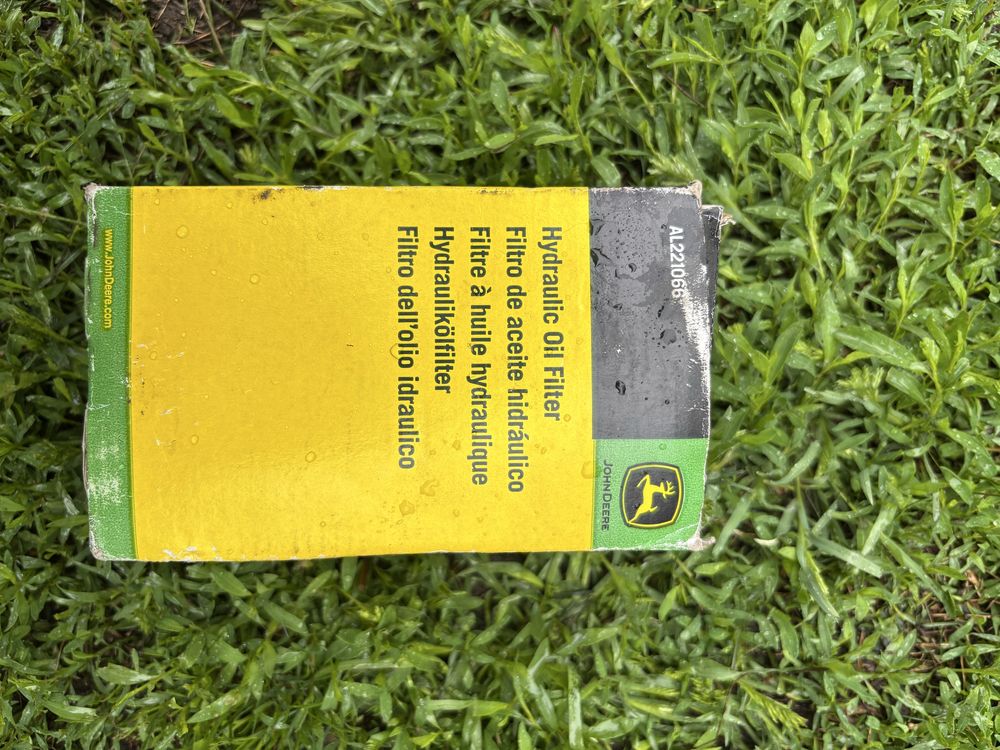 AL221066
JOHN DEERE
Hydraulic Oil Filter
Filtro de aceite hidráulico
Filtre à huile hydraulique
Hydraulikölfilter
Filtro dell'olio idraulico
www.JohnDeere.com